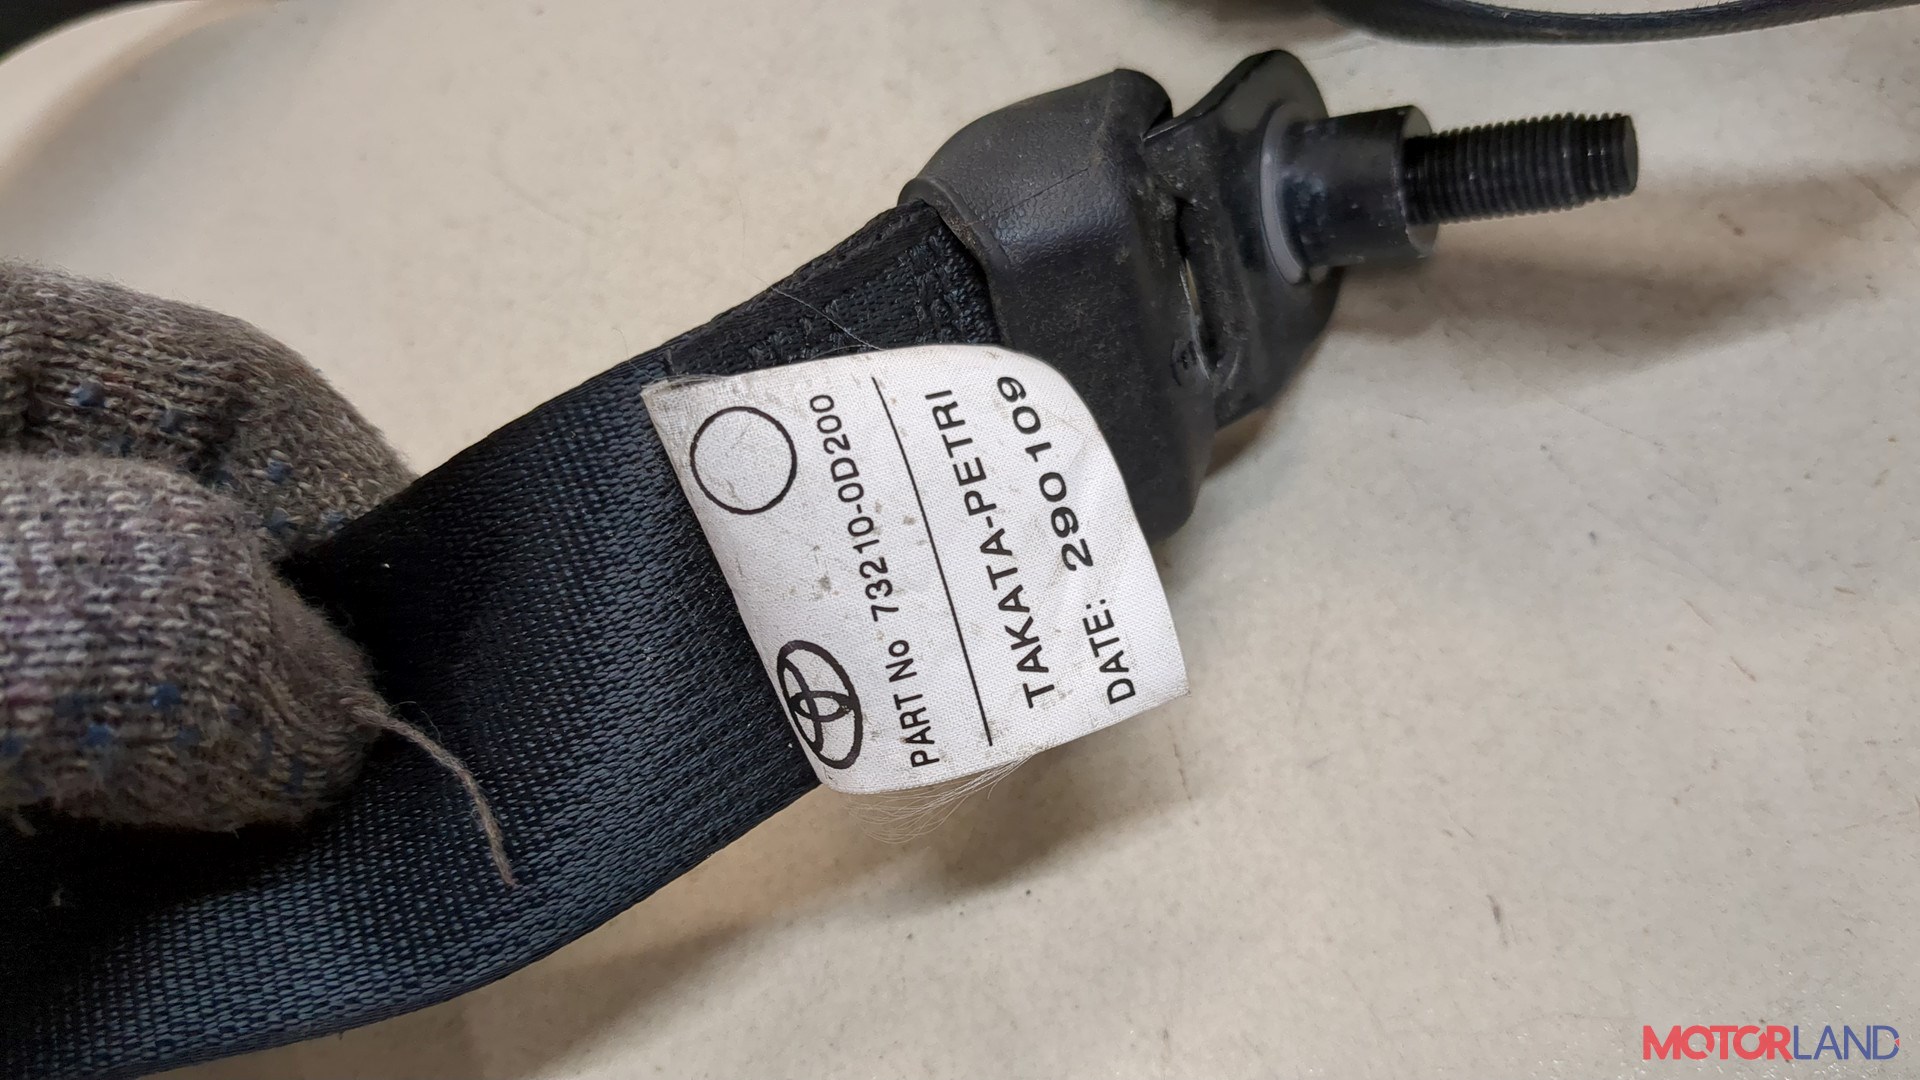 PART No 73210-0D200
TAKATA-PETRI
DATE: 290109
MOTORLAND